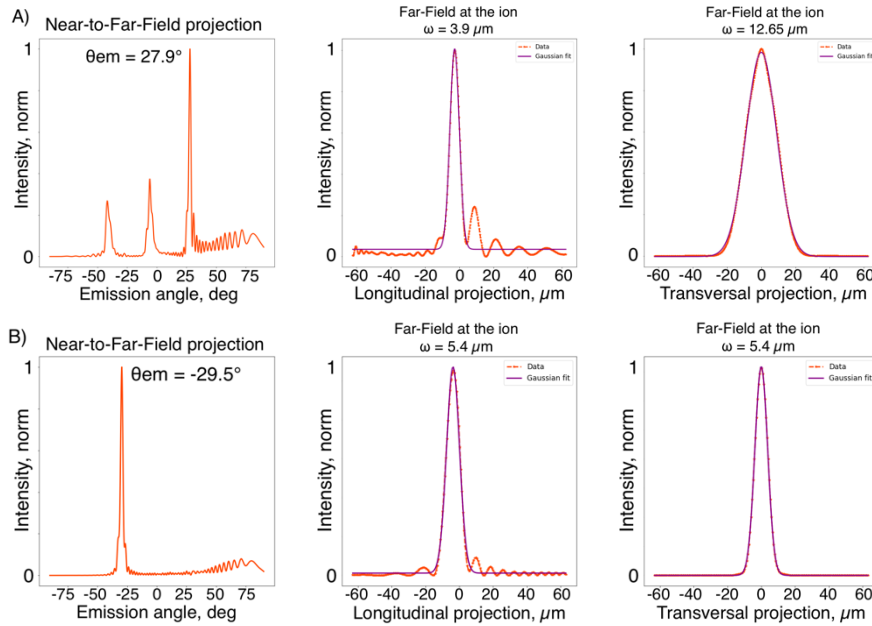 A)
Near-to-Far-Field projection
θem = 27.9°
Intensity, norm
1
0
-75 -50 -25 0 25 50 75
Emission angle, deg
Far-Field at the ion
ω = 3.9 µm
Data
Gaussian fit
Intensity, norm
1
0
-60 -40 -20 0 20 40 60
Longitudinal projection, µm
Far-Field at the ion
ω = 12.65 µm
Data
Gaussian fit
Intensity, norm
1
0
-60 -40 -20 0 20 40 60
Transversal projection, µm
B)
Near-to-Far-Field projection
θem = -29.5°
Intensity, norm
1
0
-75 -50 -25 0 25 50 75
Emission angle, deg
Far-Field at the ion
ω = 5.4 µm
Data
Gaussian fit
Intensity, norm
1
0
-60 -40 -20 0 20 40 60
Longitudinal projection, µm
Far-Field at the ion
ω = 5.4 µm
Data
Gaussian fit
Intensity, norm
1
0
-60 -40 -20 0 20 40 60
Transversal projection, µm